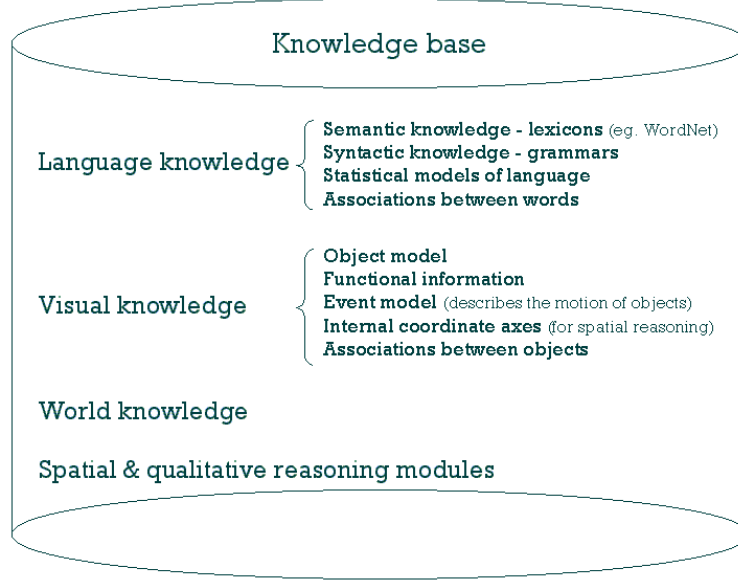 Knowledge base
Language knowledge
Semantic knowledge - lexicons (eg. WordNet)
Syntactic knowledge - grammars
Statistical models of language
Associations between words
Visual knowledge
Object model
Functional information
Event model (describes the motion of objects)
Internal coordinate axes (for spatial reasoning)
Associations between objects
World knowledge
Spatial & qualitative reasoning modules